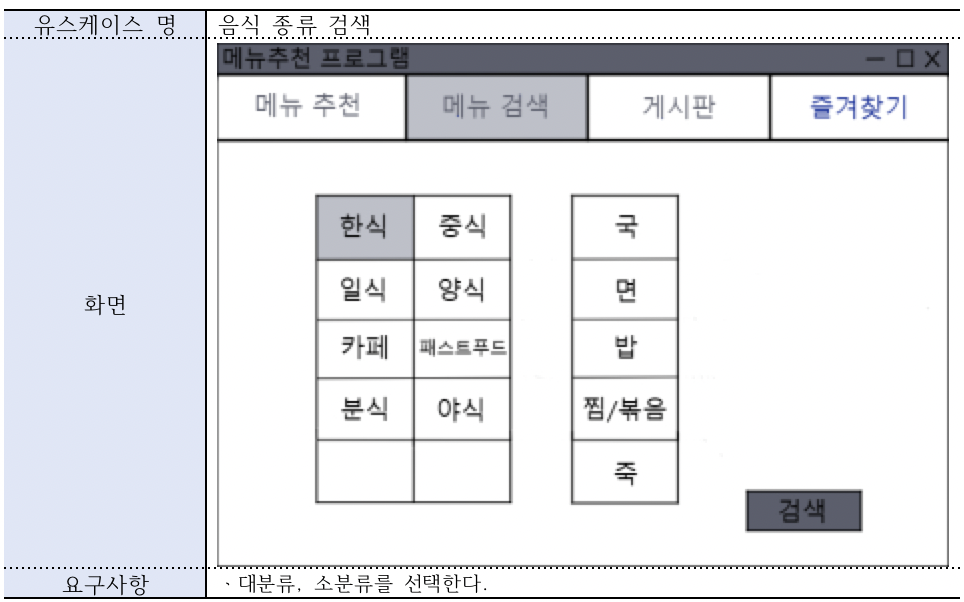 유스케이스 명 음식 종류 검색
메뉴추천 프로그램
메뉴 추천 메뉴 검색 게시판 즐겨찾기
화면
한식 중식 국
일식 양식 면
카페 패스트푸드 밥
분식 야식 찜/볶음
죽
검색
요구사항 ㆍ대분류, 소분류를 선택한다.